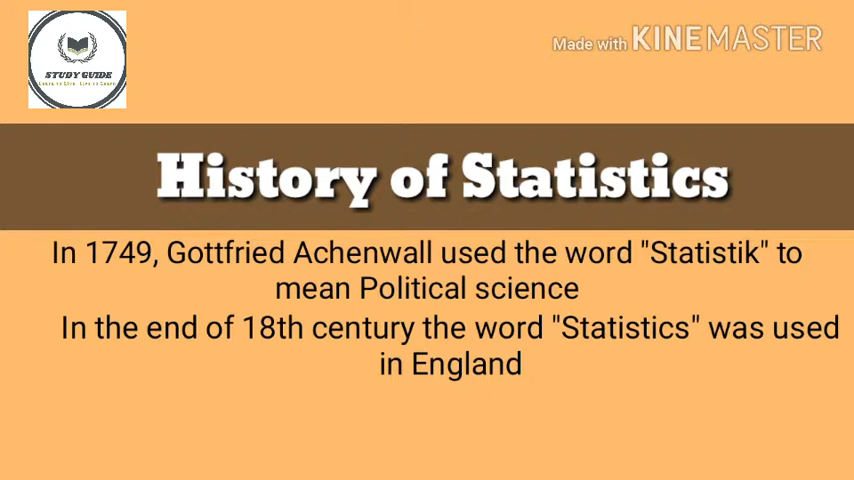 STUDY GUIDE
Made with KINEMASTER
History of Statistics
In 1749, Gottfried Achenwall used the word "Statistik" to
mean Political science
In the end of 18th century the word "Statistics" was used
in England